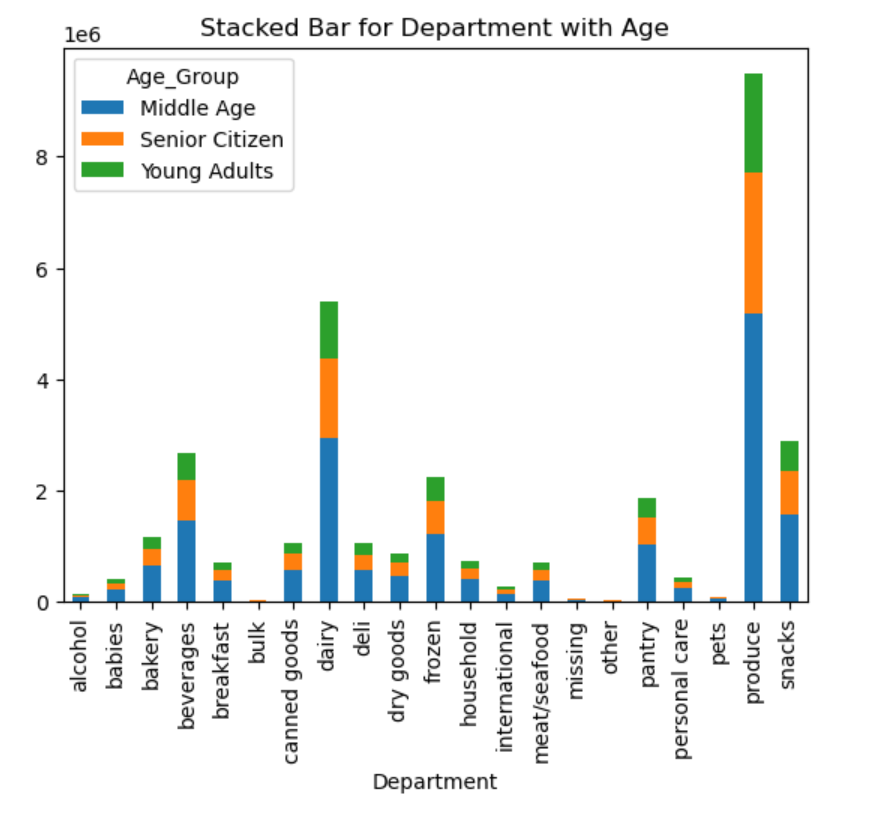 Stacked Bar for Department with Age
1e6
Age_Group
Middle Age
Senior Citizen
Young Adults
8
6
4
2
0
alcohol
babies
bakery
beverages
breakfast
bulk
canned goods
dairy
deli
dry goods
frozen
household
international
meat/seafood
missing
other
pantry
personal care
pets
produce
snacks
Department